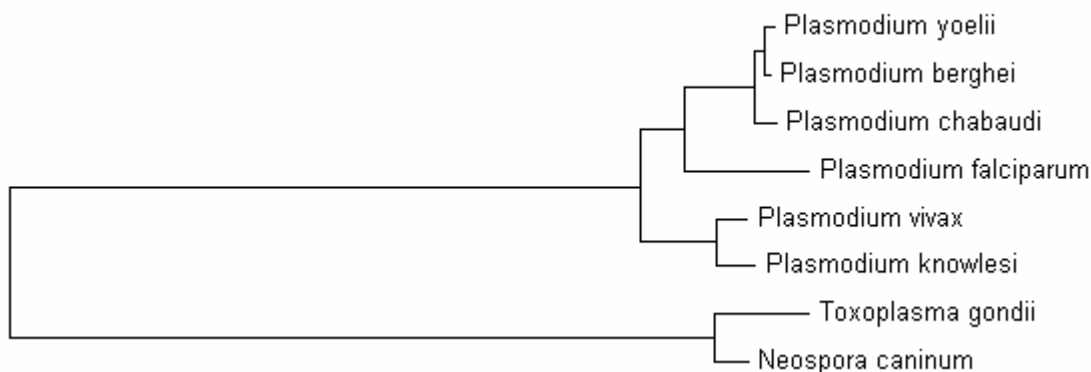 Plasmodium yoelii
Plasmodium berghei
Plasmodium chabaudi
Plasmodium falciparum
Plasmodium vivax
Plasmodium knowlesi
Toxoplasma gondii
Neospora caninum